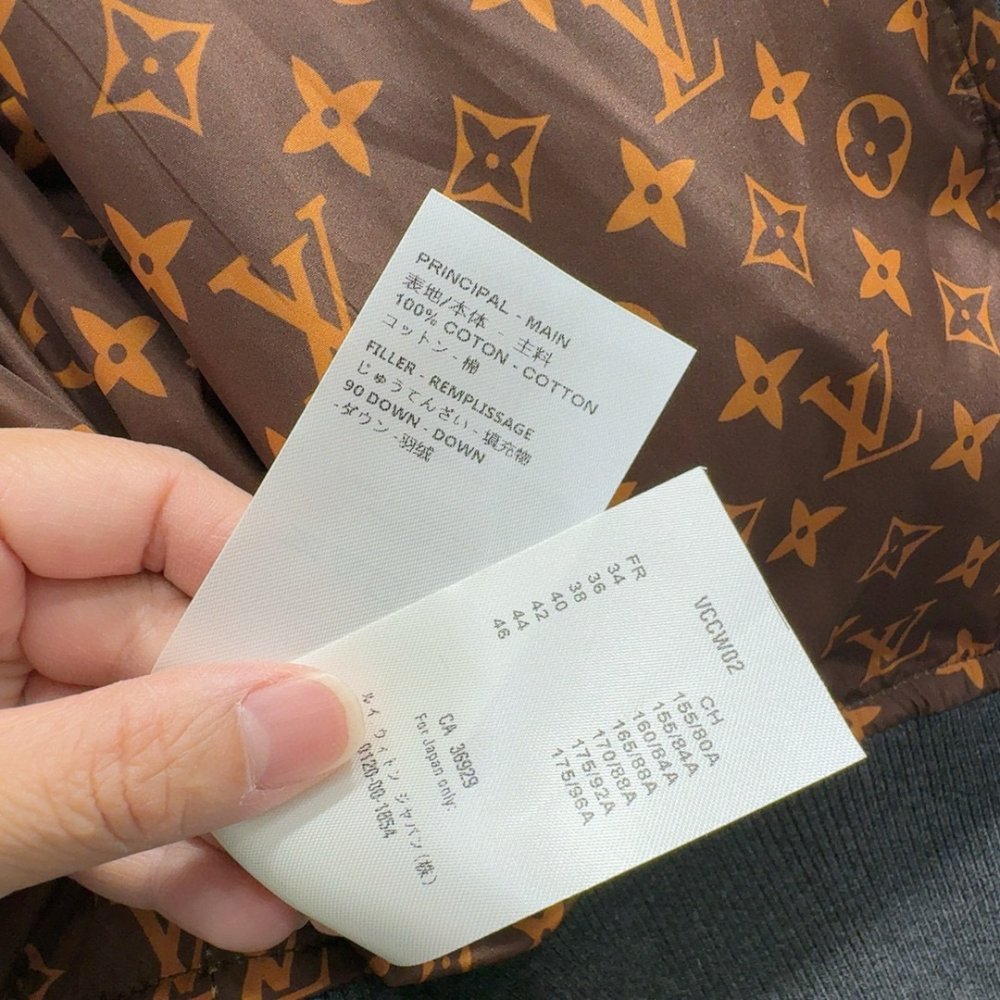 PRINCIPAL - MAIN
表地/本体 - 主料
100% COTON - COTTON
コットン - 棉
FILLER - REMPLISSAGE
じゅうてんざい - 填充物
90 DOWN - DOWN
-ダウン -羽绒
VCCW02
FR CH
34 155/80A
36 155/84A
38 160/84A
40 165/88A
42 170/88A
44 175/92A
46 175/96A
CA 36929
For Japan only:
ルイ ヴィトン ジャパン(株)
0120-00-1854